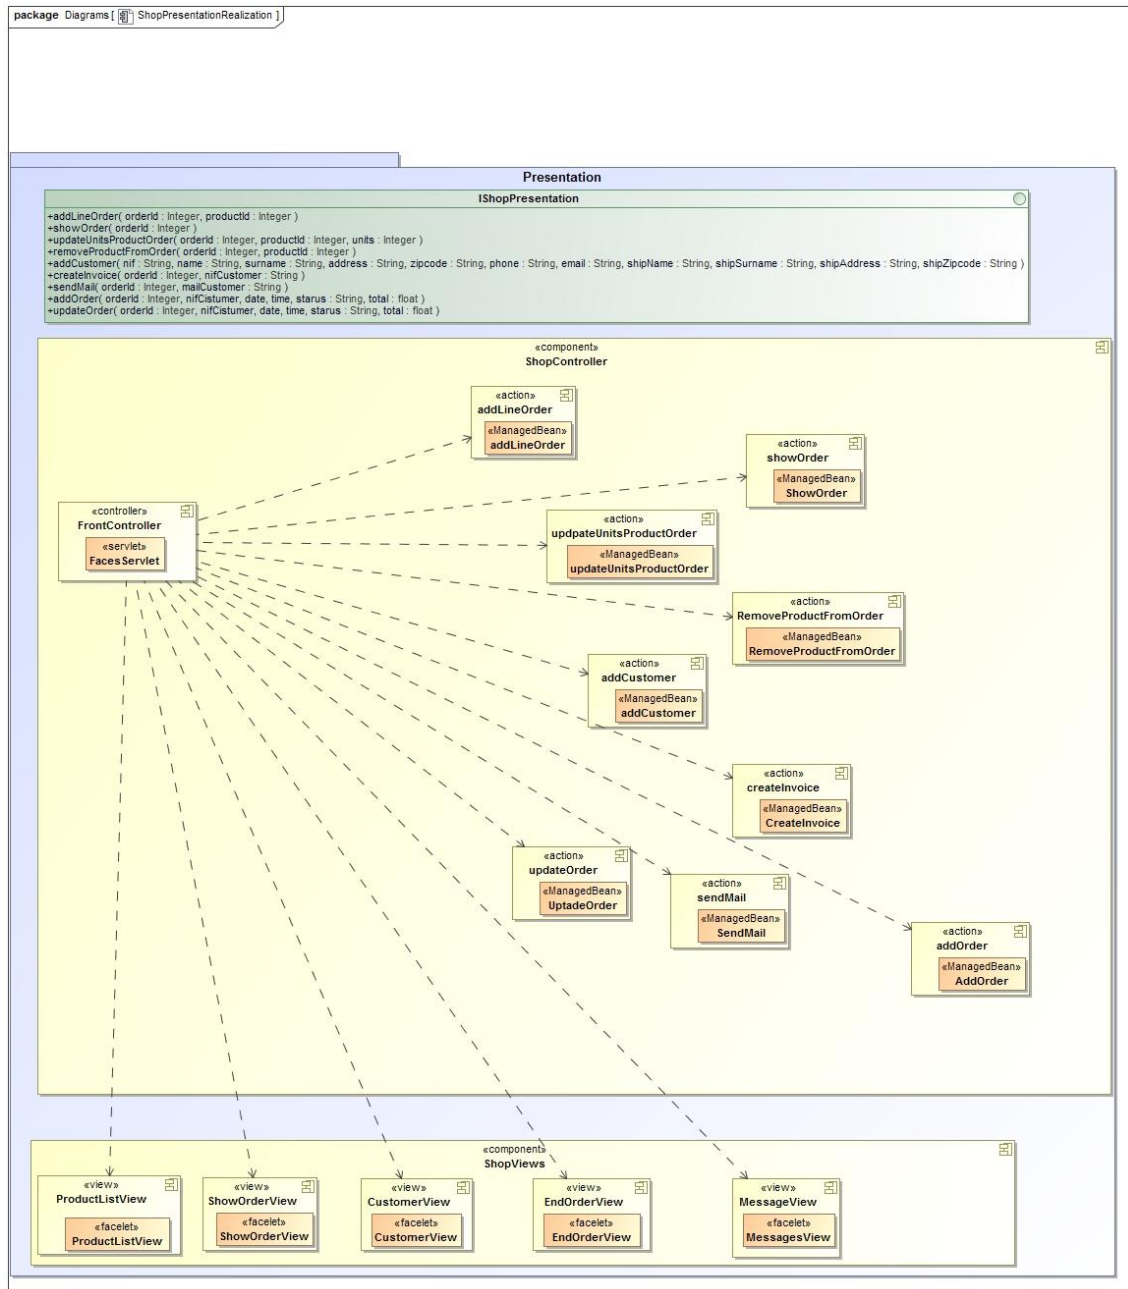 package Diagrams [ ShopPresentationRealization ]
Presentation
IShopPresentation
+addLineOrder( orderId : Integer, productId : Integer )
+showOrder( orderId : Integer )
+updateUnitsProductOrder( orderId : Integer, productId : Integer, units : Integer )
+removeProductFromOrder( orderId : Integer, productId : Integer )
+addCustomer( nif : String, name : String, surname : String, address : String, zipcode : String, phone : String, email : String, shipName : String, shipSurname : String, shipAddress : String, shipZipcode : String )
+createInvoice( orderId : Integer, nifCustomer : String )
+sendMail( orderId : Integer, mailCustomer : String )
+addOrder( orderId : Integer, nifCistumer, date, time, starus : String, total : float )
+updateOrder( orderId : Integer, nifCistumer, date, time, starus : String, total : float )
«component»
ShopController
«action»
addLineOrder
«ManagedBean»
addLineOrder
«action»
showOrder
«ManagedBean»
ShowOrder
«controller»
FrontController
«servlet»
FacesServlet
«action»
updpateUnitsProductOrder
«ManagedBean»
updateUnitsProductOrder
«action»
RemoveProductFromOrder
«ManagedBean»
RemoveProductFromOrder
«action»
addCustomer
«ManagedBean»
addCustomer
«action»
createInvoice
«ManagedBean»
CreateInvoice
«action»
updateOrder
«ManagedBean»
UptadeOrder
«action»
sendMail
«ManagedBean»
SendMail
«action»
addOrder
«ManagedBean»
AddOrder
«component»
ShopViews
«view»
ProductListView
«facelet»
ProductListView
«view»
ShowOrderView
«facelet»
ShowOrderView
«view»
CustomerView
«facelet»
CustomerView
«view»
EndOrderView
«facelet»
EndOrderView
«view»
MessageView
«facelet»
MessagesView